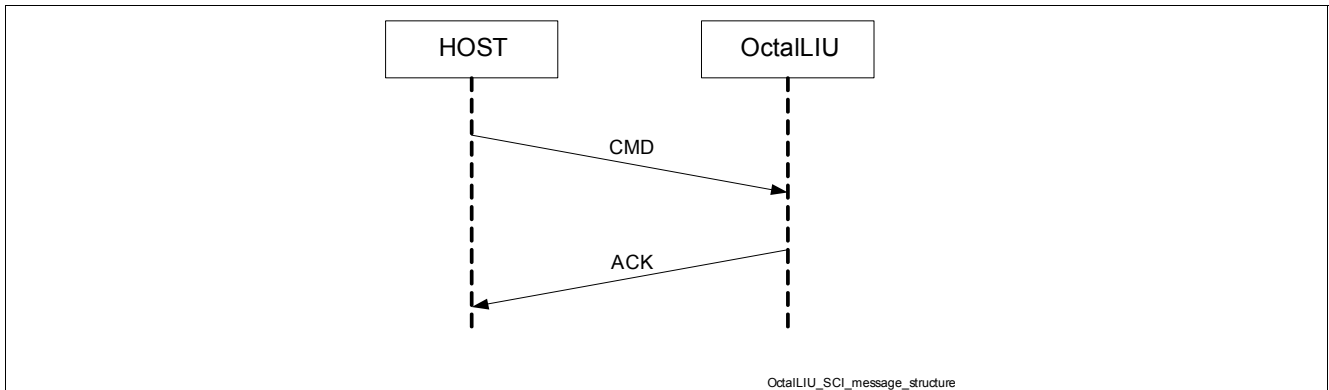 HOST
OctalLIU
CMD
ACK
OctalLIU_SCI_message_structure